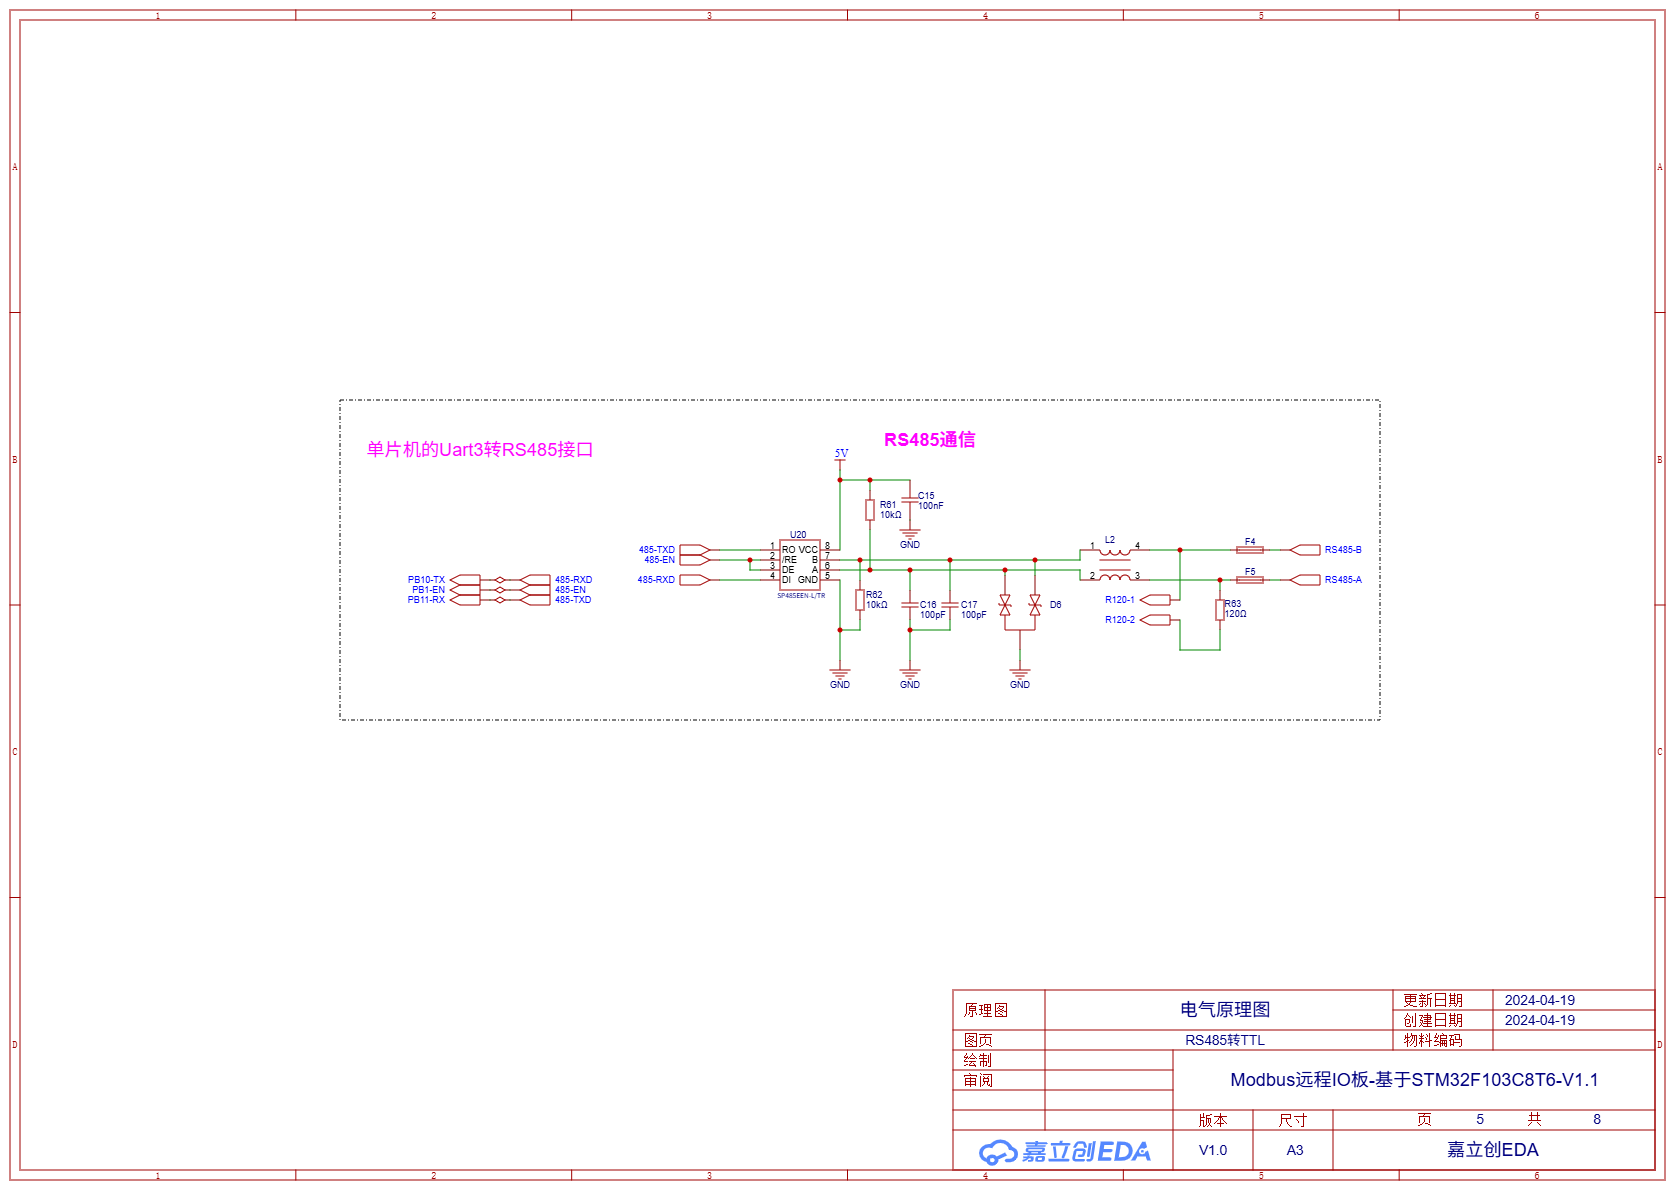 1 2 3 4 5 6
A A
B B
C C
D D
单片机的Uart3转RS485接口
RS485通信
5V
C15
100nF
R61
10kΩ
GND
U20
485-TXD
485-EN
485-RXD
1 RO VCC 8
2 /RE B 7
3 DE A 6
4 DI GND 5
SP485EEN-L/TR
PB10-TX 485-RXD
PB1-EN 485-EN
PB11-RX 485-TXD
R62
10kΩ
C16
100pF
C17
100pF
D6
L2
1 4
2 3
F4
RS485-B
F5
RS485-A
R120-1
R120-2
R63
120Ω
GND GND GND
原理图 电气原理图 更新日期 2024-04-19
创建日期 2024-04-19
图页 RS485转TTL 物料编码
绘制
审阅
Modbus远程IO板-基于STM32F103C8T6-V1.1
版本 尺寸 页 5 共 8
嘉立创EDA V1.0 A3 嘉立创EDA
1 2 3 4 5 6